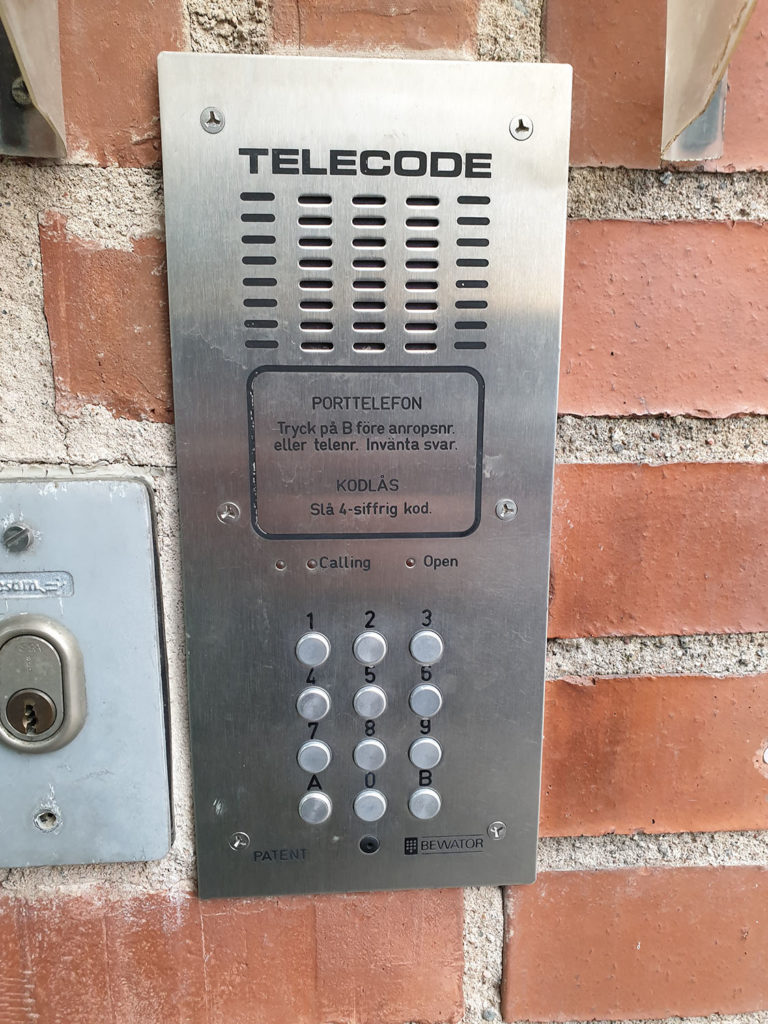 TELECODE
PORTTELEFON
Tryck på B före anropsnr.
eller telenr. Invänta svar.
KODLÅS
Slå 4-siffrig kod.
Calling Open
1 2 3
4 5 6
7 8 9
A 0 B
PATENT BEWATOR